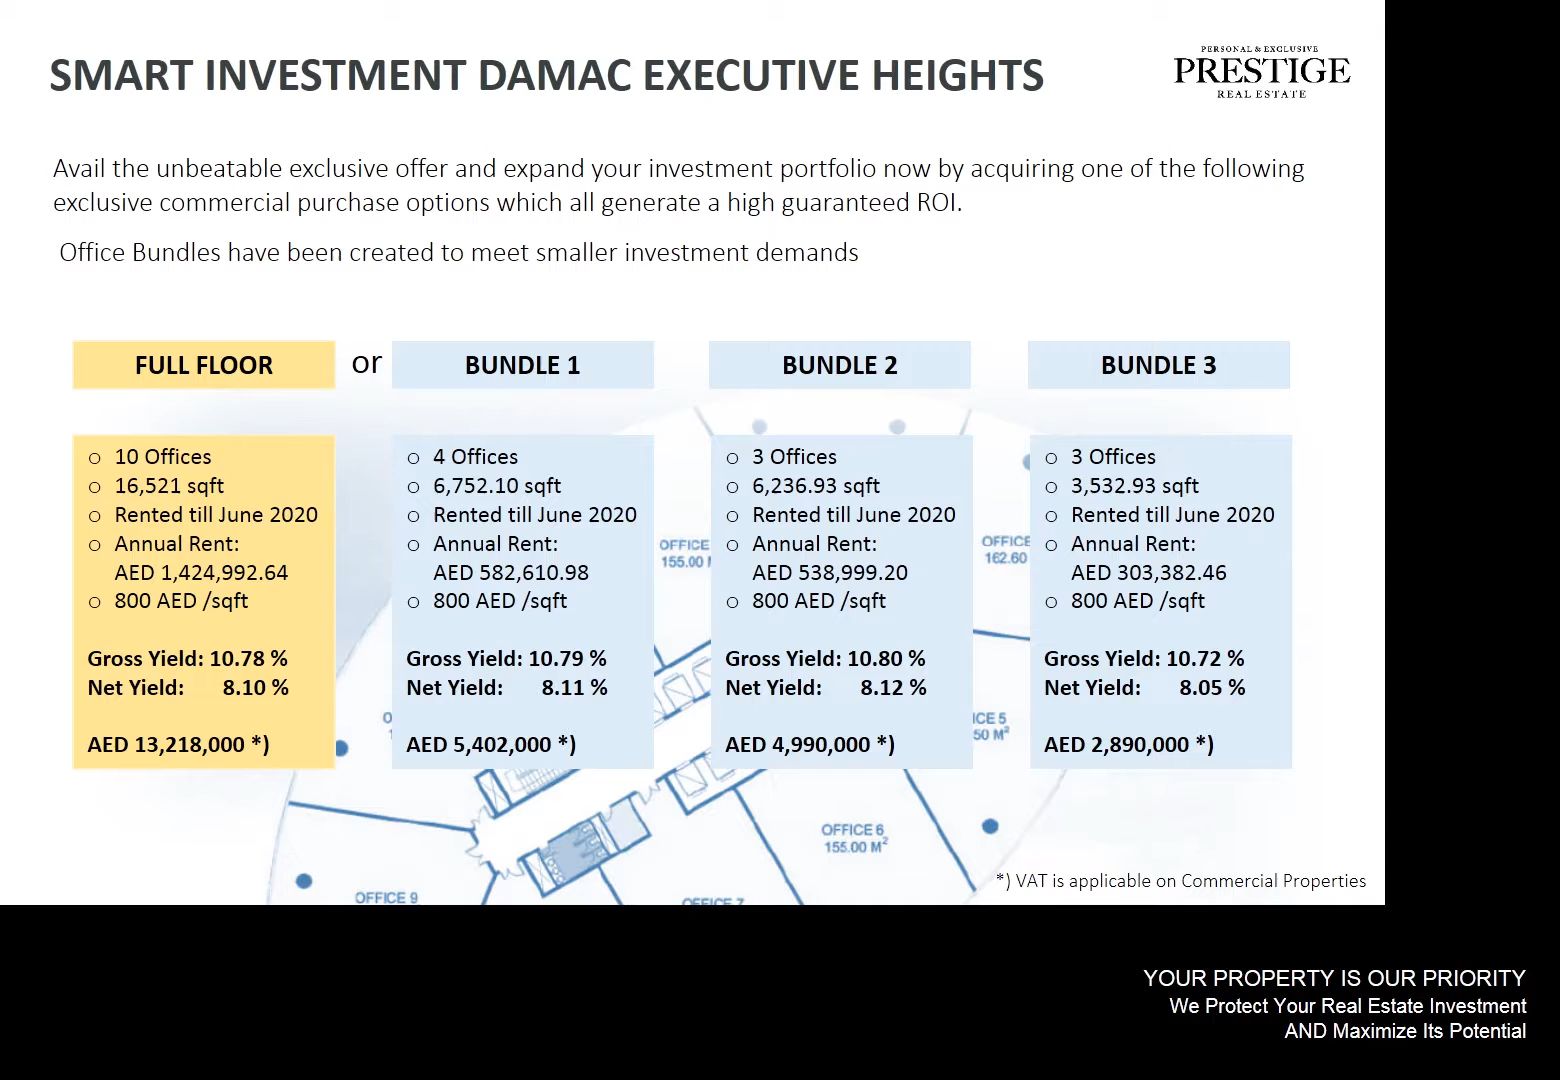 SMART INVESTMENT DAMAC EXECUTIVE HEIGHTS
PERSONAL & EXCLUSIVE
PRESTIGE
REAL ESTATE
Avail the unbeatable exclusive offer and expand your investment portfolio now by acquiring one of the following
exclusive commercial purchase options which all generate a high guaranteed ROI.
Office Bundles have been created to meet smaller investment demands
FULL FLOOR
○ 10 Offices
○ 16,521 sqft
○ Rented till June 2020
○ Annual Rent:
AED 1,424,992.64
○ 800 AED /sqft
Gross Yield: 10.78 %
Net Yield: 8.10 %
AED 13,218,000 *)
or
BUNDLE 1
○ 4 Offices
○ 6,752.10 sqft
○ Rented till June 2020
○ Annual Rent:
AED 582,610.98
○ 800 AED /sqft
Gross Yield: 10.79 %
Net Yield: 8.11 %
AED 5,402,000 *)
BUNDLE 2
○ 3 Offices
○ 6,236.93 sqft
○ Rented till June 2020
○ Annual Rent:
AED 538,999.20
○ 800 AED /sqft
Gross Yield: 10.80 %
Net Yield: 8.12 %
AED 4,990,000 *)
BUNDLE 3
○ 3 Offices
○ 3,532.93 sqft
○ Rented till June 2020
○ Annual Rent:
AED 303,382.46
○ 800 AED /sqft
Gross Yield: 10.72 %
Net Yield: 8.05 %
AED 2,890,000 *)
OFFICE
155.00
OFFICE
162.60
ICE 5
50 M²
OFFICE 6
155.00 M²
OFFICE 9
OFFICE 7
*) VAT is applicable on Commercial Properties
YOUR PROPERTY IS OUR PRIORITY
We Protect Your Real Estate Investment
AND Maximize Its Potential